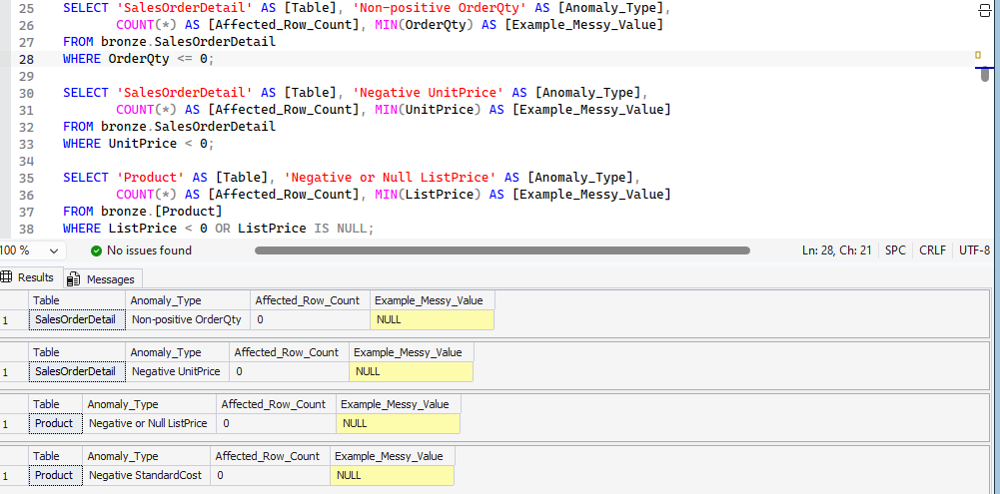 25 SELECT 'SalesOrderDetail' AS [Table], 'Non-positive OrderQty' AS [Anomaly_Type],
26 COUNT(*) AS [Affected_Row_Count], MIN(OrderQty) AS [Example_Messy_Value]
27 FROM bronze.SalesOrderDetail
28 WHERE OrderQty <= 0;
29
30 SELECT 'SalesOrderDetail' AS [Table], 'Negative UnitPrice' AS [Anomaly_Type],
31 COUNT(*) AS [Affected_Row_Count], MIN(UnitPrice) AS [Example_Messy_Value]
32 FROM bronze.SalesOrderDetail
33 WHERE UnitPrice < 0;
34
35 SELECT 'Product' AS [Table], 'Negative or Null ListPrice' AS [Anomaly_Type],
36 COUNT(*) AS [Affected_Row_Count], MIN(ListPrice) AS [Example_Messy_Value]
37 FROM bronze.[Product]
38 WHERE ListPrice < 0 OR ListPrice IS NULL;
100 % No issues found Ln: 28, Ch: 21 SPC CRLF UTF-8
Results Messages
Table Anomaly_Type Affected_Row_Count Example_Messy_Value
1 SalesOrderDetail Non-positive OrderQty 0 NULL
Table Anomaly_Type Affected_Row_Count Example_Messy_Value
1 SalesOrderDetail Negative UnitPrice 0 NULL
Table Anomaly_Type Affected_Row_Count Example_Messy_Value
1 Product Negative or Null ListPrice 0 NULL
Table Anomaly_Type Affected_Row_Count Example_Messy_Value
1 Product Negative StandardCost 0 NULL